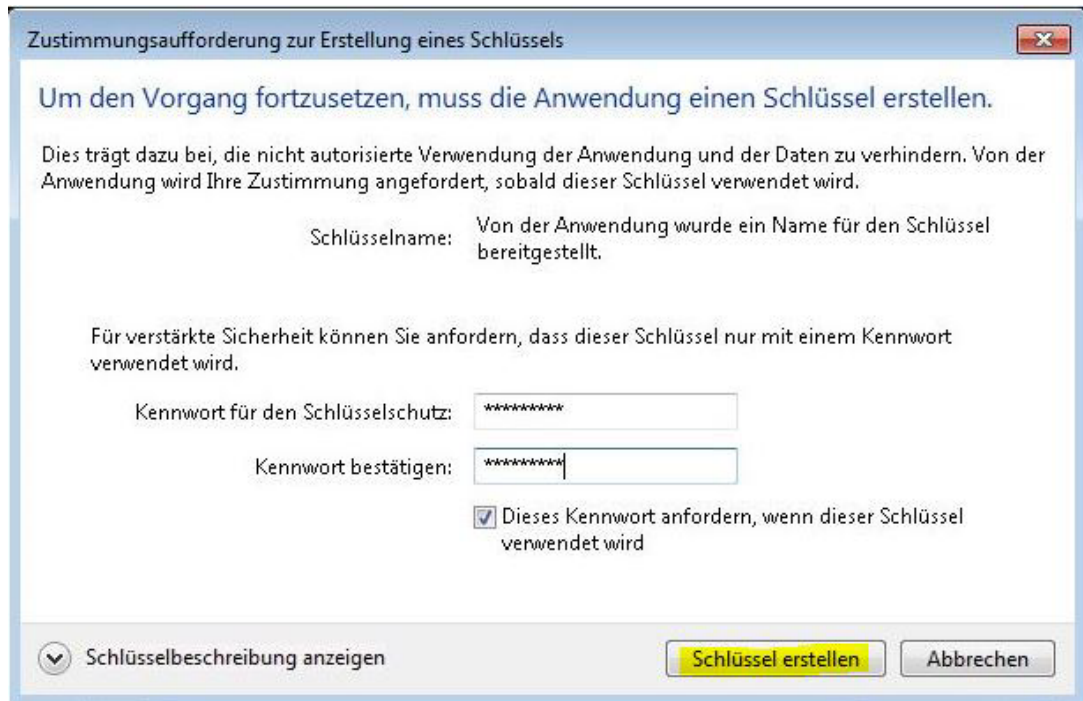 Zustimmungsaufforderung zur Erstellung eines Schlüssels
Um den Vorgang fortzusetzen, muss die Anwendung einen Schlüssel erstellen.
Dies trägt dazu bei, die nicht autorisierte Verwendung der Anwendung und der Daten zu verhindern. Von der
Anwendung wird Ihre Zustimmung angefordert, sobald dieser Schlüssel verwendet wird.
Schlüsselname: Von der Anwendung wurde ein Name für den Schlüssel
bereitgestellt.
Für verstärkte Sicherheit können Sie anfordern, dass dieser Schlüssel nur mit einem Kennwort
verwendet wird.
Kennwort für den Schlüsselschutz: *********
Kennwort bestätigen: *********
Dieses Kennwort anfordern, wenn dieser Schlüssel
verwendet wird
Schlüsselbeschreibung anzeigen Schlüssel erstellen Abbrechen